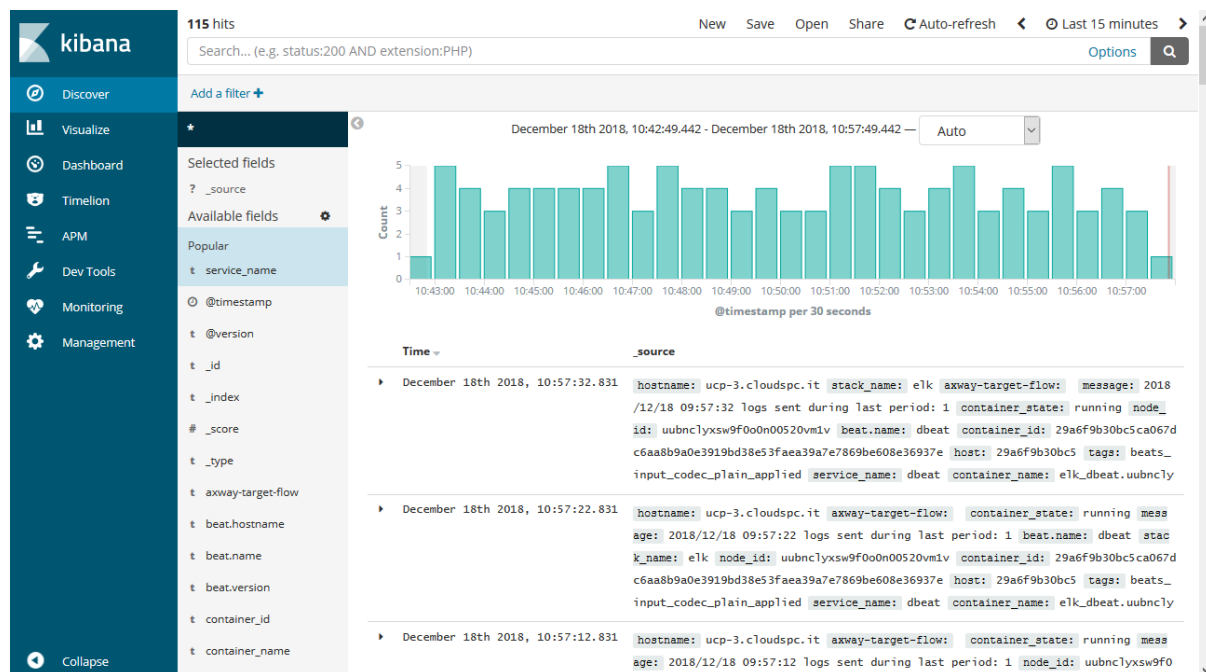 kibana
Discover
Visualize
Dashboard
Timelion
APM
Dev Tools
Monitoring
Management
Collapse
115 hits
New Save Open Share Auto-refresh Last 15 minutes
Search... (e.g. status:200 AND extension:PHP) Options
Add a filter
*
Selected fields
? _source
Available fields
Popular
t service_name
@timestamp
t @version
t _id
t _index
# _score
t _type
t axway-target-flow
t beat.hostname
t beat.name
t beat.version
t container_id
t container_name
December 18th 2018, 10:42:49.442 - December 18th 2018, 10:57:49.442 — Auto
Count
5
4
3
2
1
0
10:43:00 10:44:00 10:45:00 10:46:00 10:47:00 10:48:00 10:49:00 10:50:00 10:51:00 10:52:00 10:53:00 10:54:00 10:55:00 10:56:00 10:57:00
@timestamp per 30 seconds
Time _source
December 18th 2018, 10:57:32.831 hostname: ucp-3.cloudspc.it stack_name: elk axway-target-flow: message: 2018
/12/18 09:57:32 logs sent during last period: 1 container_state: running node_
id: uubnclyxsw9f0o0n00520vm1v beat.name: dbeat container_id: 29a6f9b30bc5ca067d
c6aa8b9a0e3919bd38e53faea39a7e7869be608e36937e host: 29a6f9b30bc5 tags: beats_
input_codec_plain_applied service_name: dbeat container_name: elk_dbeat.uubncly
December 18th 2018, 10:57:22.831 hostname: ucp-3.cloudspc.it axway-target-flow: container_state: running mess
age: 2018/12/18 09:57:22 logs sent during last period: 1 beat.name: dbeat stac
k_name: elk node_id: uubnclyxsw9f0o0n00520vm1v container_id: 29a6f9b30bc5ca067d
c6aa8b9a0e3919bd38e53faea39a7e7869be608e36937e host: 29a6f9b30bc5 tags: beats_
input_codec_plain_applied service_name: dbeat container_name: elk_dbeat.uubncly
December 18th 2018, 10:57:12.831 hostname: ucp-3.cloudspc.it axway-target-flow: container_state: running mess
age: 2018/12/18 09:57:12 logs sent during last period: 1 node_id: uubnclyxsw9f0